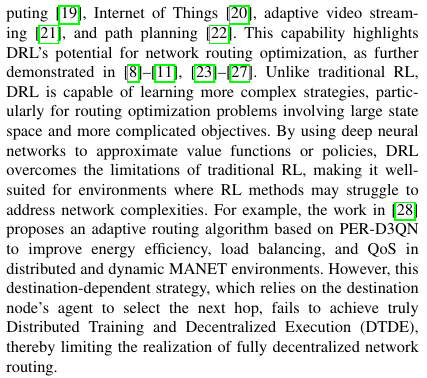 puting [19], Internet of Things [20], adaptive video stream-
ing [21], and path planning [22]. This capability highlights
DRL's potential for network routing optimization, as further
demonstrated in [8]–[11], [23]–[27]. Unlike traditional RL,
DRL is capable of learning more complex strategies, partic-
ularly for routing optimization problems involving large state
space and more complicated objectives. By using deep neural
networks to approximate value functions or policies, DRL
overcomes the limitations of traditional RL, making it well-
suited for environments where RL methods may struggle to
address network complexities. For example, the work in [28]
proposes an adaptive routing algorithm based on PER-D3QN
to improve energy efficiency, load balancing, and QoS in
distributed and dynamic MANET environments. However, this
destination-dependent strategy, which relies on the destination
node's agent to select the next hop, fails to achieve truly
Distributed Training and Decentralized Execution (DTDE),
thereby limiting the realization of fully decentralized network
routing.